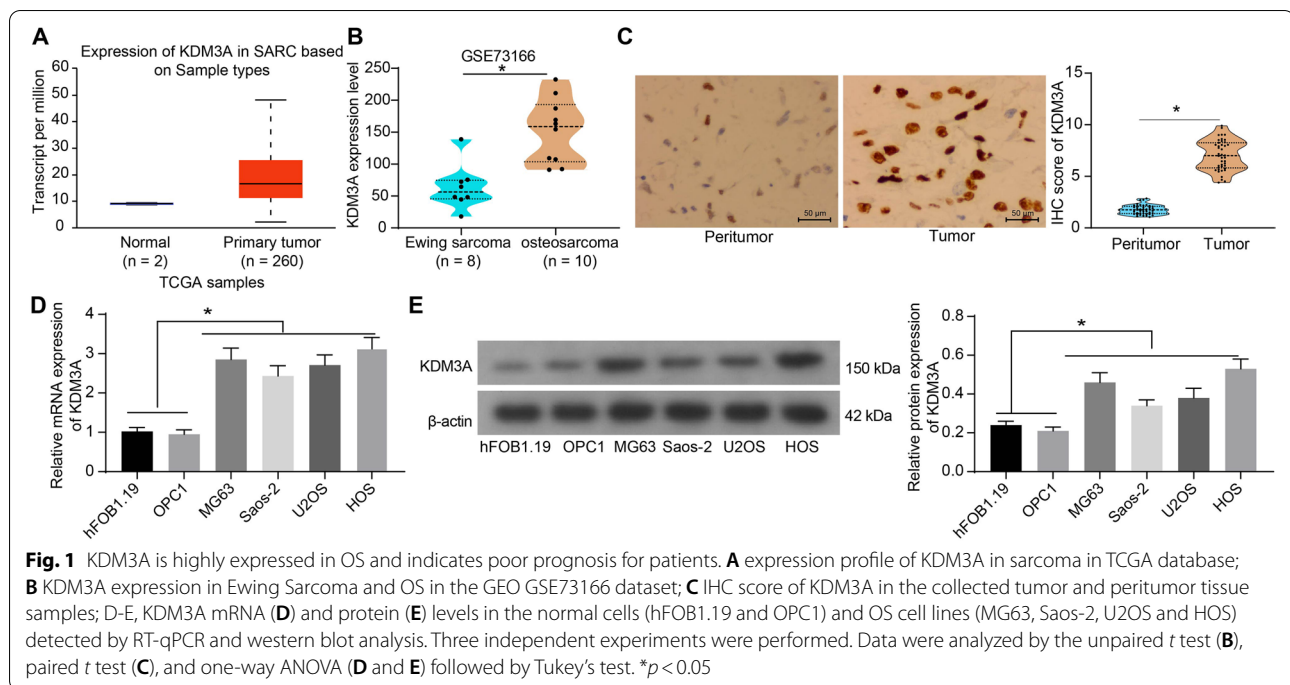 A
Expression of KDM3A in SARC based
on Sample types
Transcript per million
60
50
40
30
20
10
0
Normal
(n = 2)
Primary tumor
(n = 260)
TCGA samples
B
GSE73166
*
KDM3A expression level
250
200
150
100
50
0
Ewing sarcoma
(n = 8)
osteosarcoma
(n = 10)
C
50 μm
Peritumor
50 μm
Tumor
IHC score of KDM3A
15
10
5
0
*
Peritumor
Tumor
D
Relative mRNA expression
of KDM3A
4
3
2
1
0
*
hFOB1.19
OPC1
MG63
Saos-2
U2OS
HOS
E
KDM3A
150 kDa
β-actin
42 kDa
hFOB1.19 OPC1 MG63 Saos-2 U2OS HOS
Relative protein expression
of KDM3A
0.8
0.6
0.4
0.2
0.0
*
hFOB1.19
OPC1
MG63
Saos-2
U2OS
HOS
Fig. 1 KDM3A is highly expressed in OS and indicates poor prognosis for patients. A expression profile of KDM3A in sarcoma in TCGA database;
B KDM3A expression in Ewing Sarcoma and OS in the GEO GSE73166 dataset; C IHC score of KDM3A in the collected tumor and peritumor tissue
samples; D-E, KDM3A mRNA (D) and protein (E) levels in the normal cells (hFOB1.19 and OPC1) and OS cell lines (MG63, Saos-2, U2OS and HOS)
detected by RT-qPCR and western blot analysis. Three independent experiments were performed. Data were analyzed by the unpaired t test (B),
paired t test (C), and one-way ANOVA (D and E) followed by Tukey's test. *p < 0.05